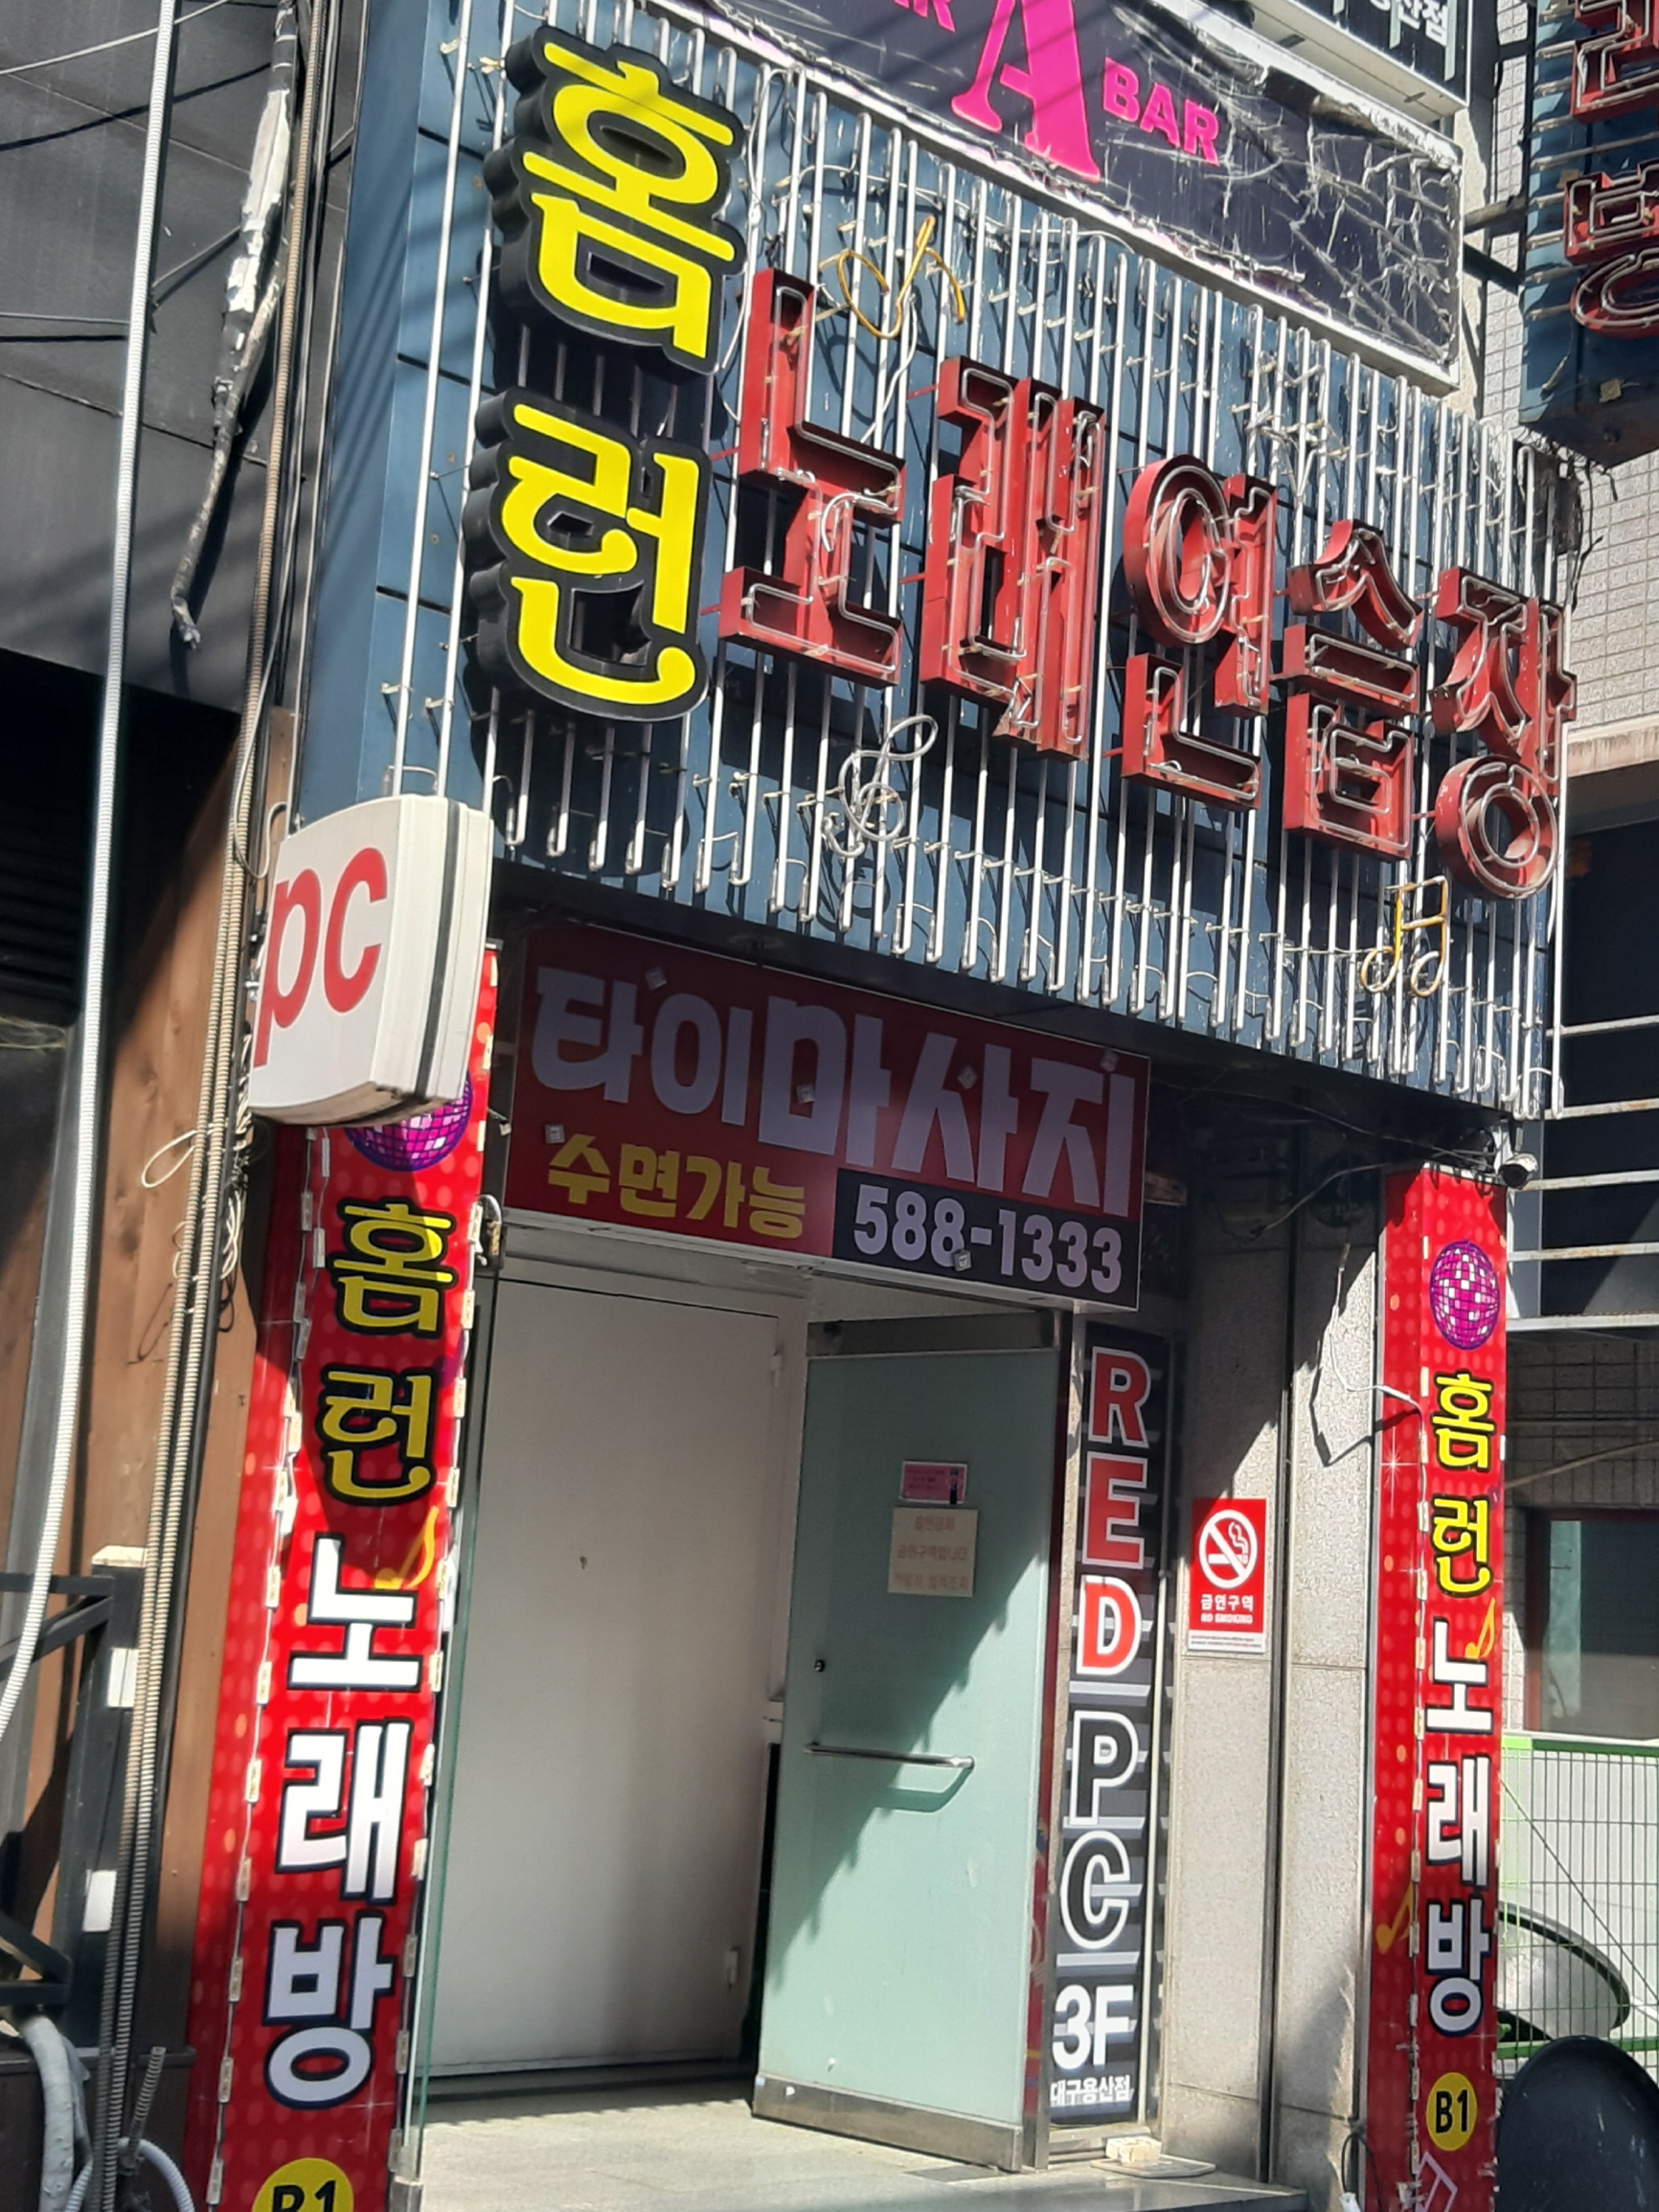 A
BAR
홈런
노래연습장
pc
타이마사지
수면가능
588-1333
홈런노래방
B1
RED PC
3F
대구용산점
금연구역
NO SMOKING
홈런노래방
B1